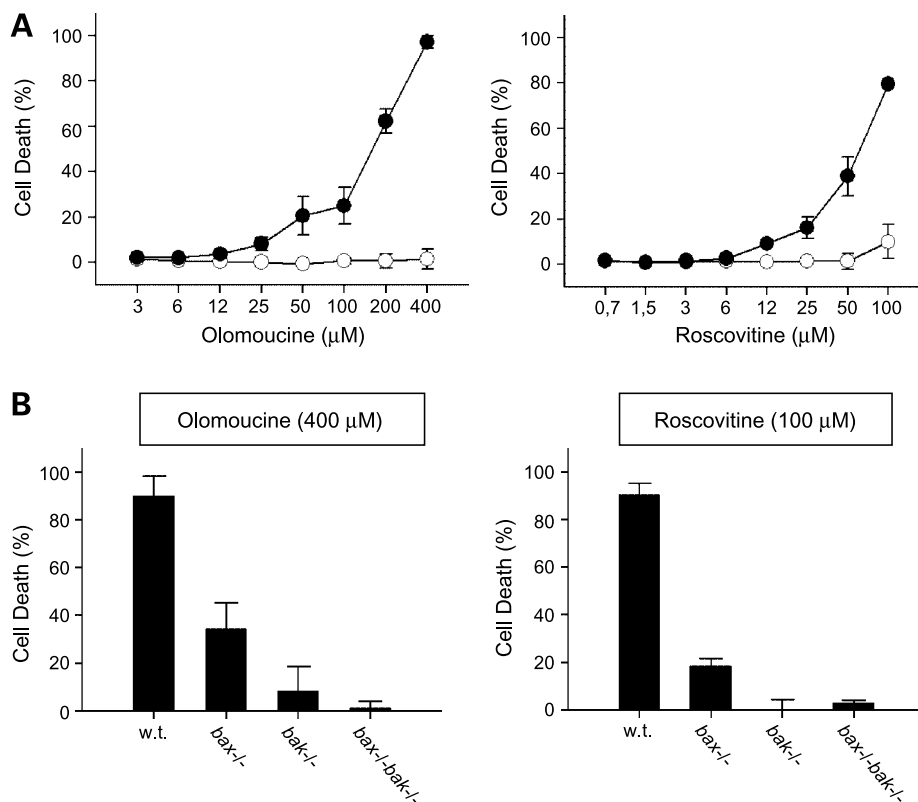 A
100
80
60
40
20
0
Cell Death (%)
3 6 12 25 50 100 200 400
Olomoucine (μM)
100
80
60
40
20
0
Cell Death (%)
0,7 1,5 3 6 12 25 50 100
Roscovitine (μM)
B
Olomoucine (400 μM)
100
80
60
40
20
0
Cell Death (%)
w.t. bax-/- bak-/- bax-/-bak-/-
Roscovitine (100 μM)
100
80
60
40
20
0
Cell Death (%)
w.t. bax-/- bak-/- bax-/-bak-/-